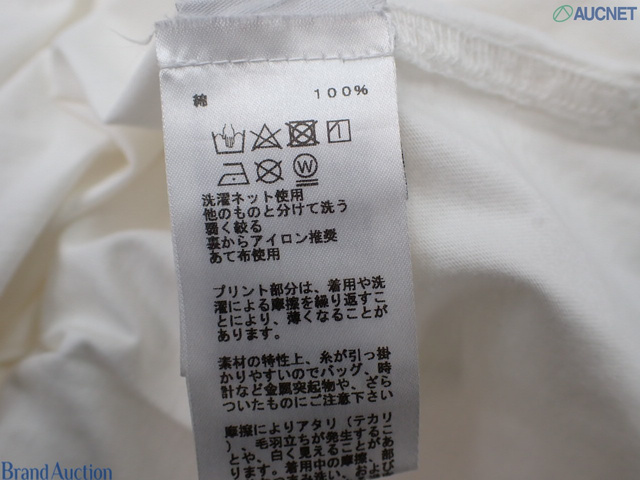 AUCNET
綿 100%
W
洗濯ネット使用
他のものと分けて洗う
弱く絞る
裏からアイロン推奨
あて布使用
プリント部分は、着用や洗
濯による摩擦を繰り返すこ
とにより、薄くなることが
あります。
素材の特性上、糸が引っ掛
かりやすいのでバッグ、時
計など金属突起物や、ざら
ついたものにご注意下さい
摩擦によりアタリ（テカリ
）、毛羽立ちが発生するこ
とや、白く見えることがあ
ります。着用中の摩擦、部
Brand Auction